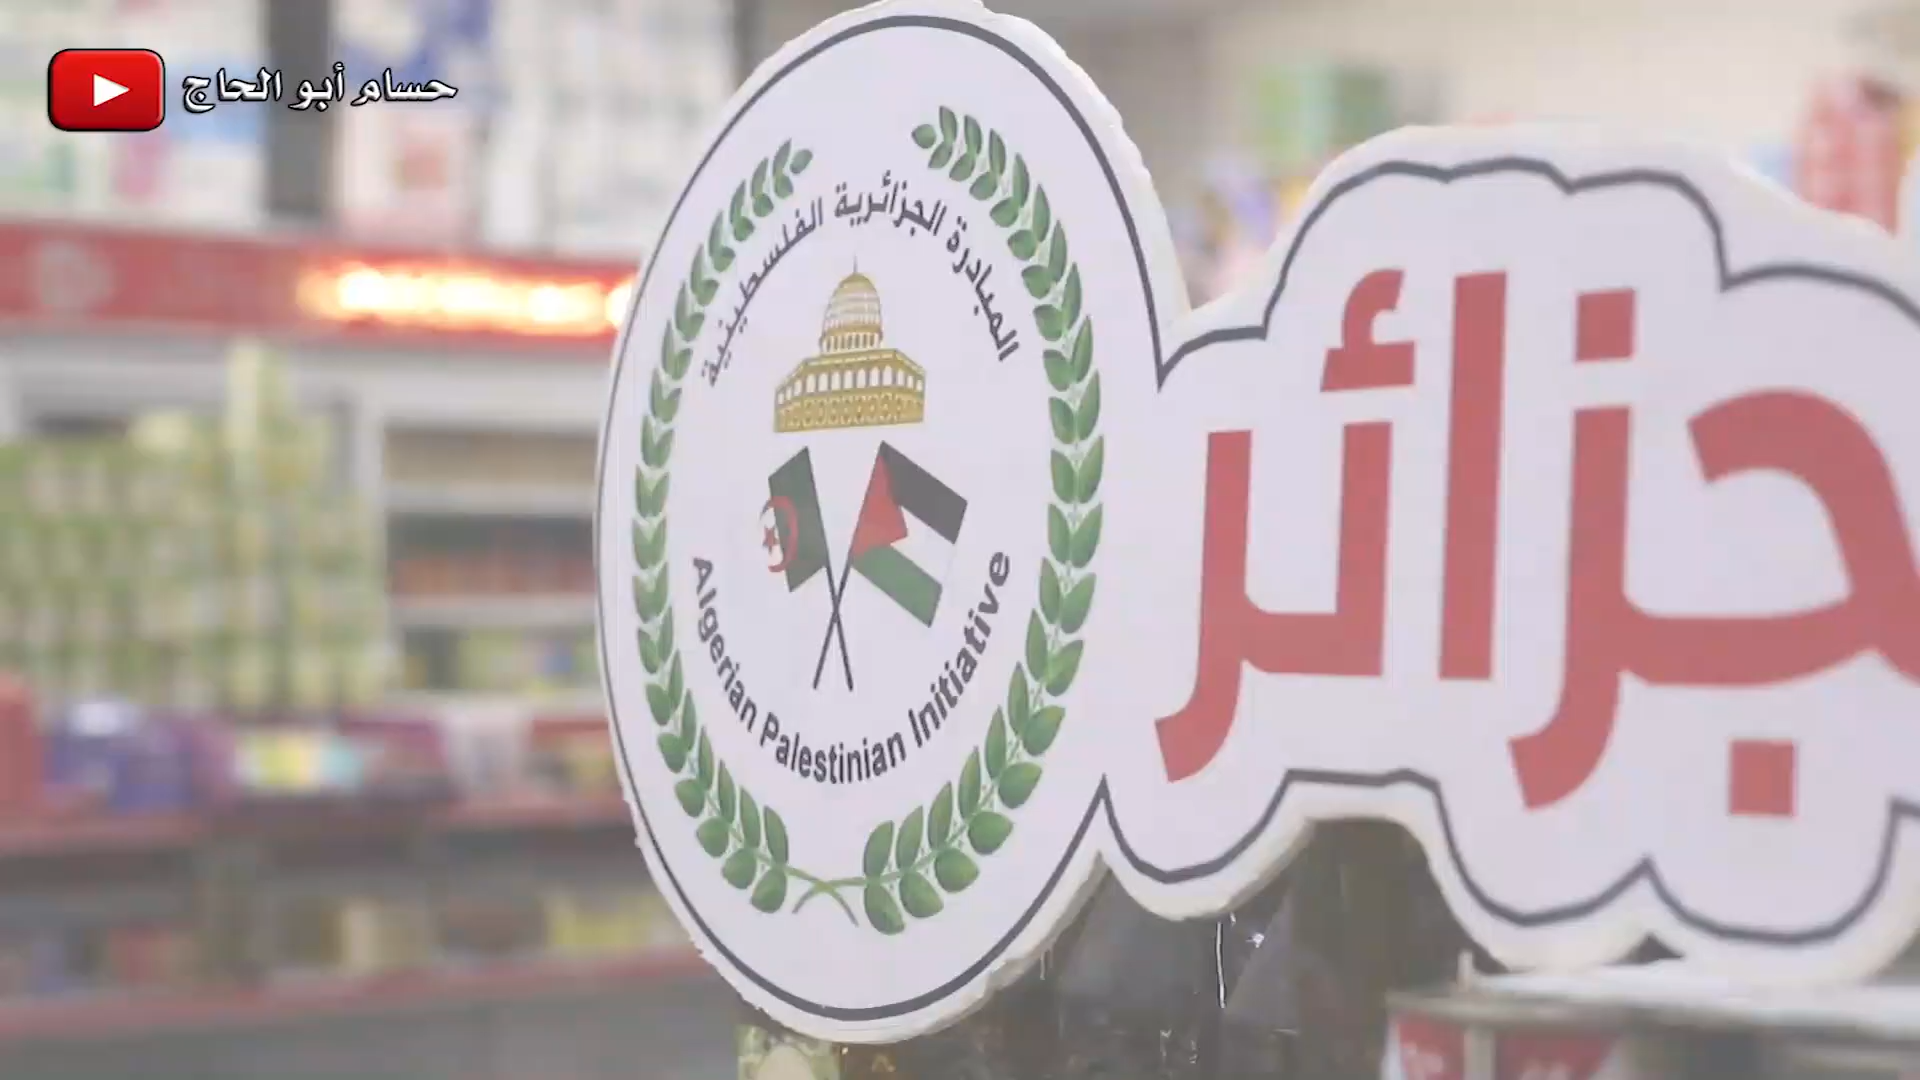 حسام أبو الحاج
المبادرة الجزائرية الفلسطينية
Algerian Palestinian Initiative
جزائر